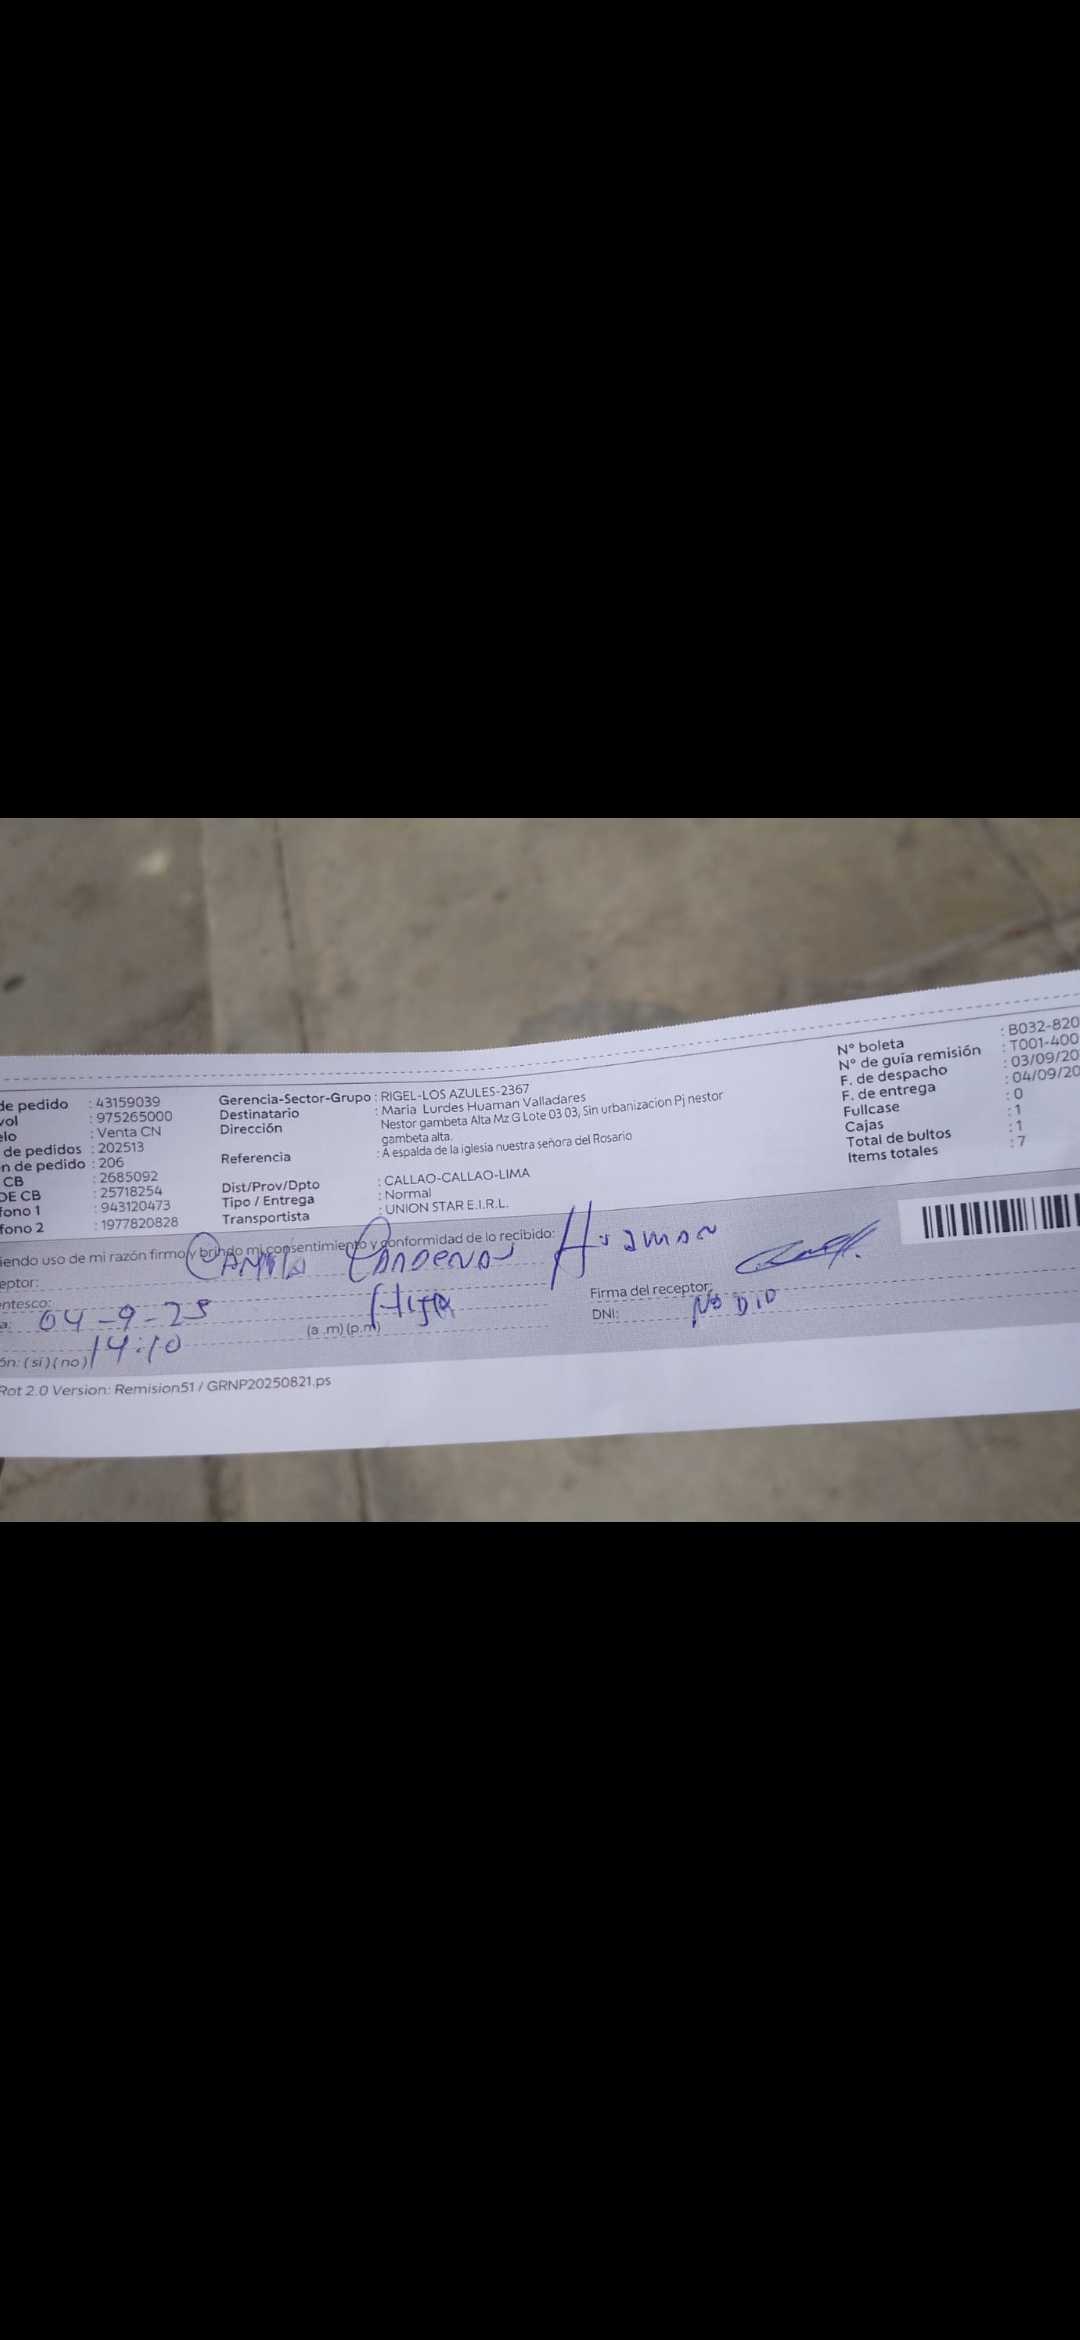 de pedido : 43159039
vol : 975265000
elo : Venta CN
de pedidos : 202513
n de pedido : 206
CB : 2685092
DE CB : 25718254
fono 1 : 943120473
fono 2 : 1977820828
Gerencia-Sector-Grupo : RIGEL-LOS AZULES-2367
Destinatario : Maria Lurdes Huaman Valladares
Dirección Nestor gambeta Alta Mz G Lote 03 03, Sin urbanizacion Pj nestor
gambeta alta.
Referencia : A espalda de la iglesia nuestra señora del Rosario
Dist/Prov/Dpto : CALLAO-CALLAO-LIMA
Tipo / Entrega : Normal
Transportista : UNION STAR E.I.R.L.
N° boleta : B032-820
N° de guía remisión : T001-400
F. de despacho : 03/09/20
F. de entrega : 04/09/20
Fullcase : 0
Cajas : 1
Total de bultos : 1
Items totales : 7
iendo uso de mi razón firmo y brindo mi consentimiento y conformidad de lo recibido:
eptor: Camila Cardenas Huaman
entesco: Hija
a: 04-9-25
14:10 (a .m) (p.m)
ón: (si) (no)
Firma del receptor:
DNI: No DIO
Rot 2.0 Version: Remision51 / GRNP20250821.ps